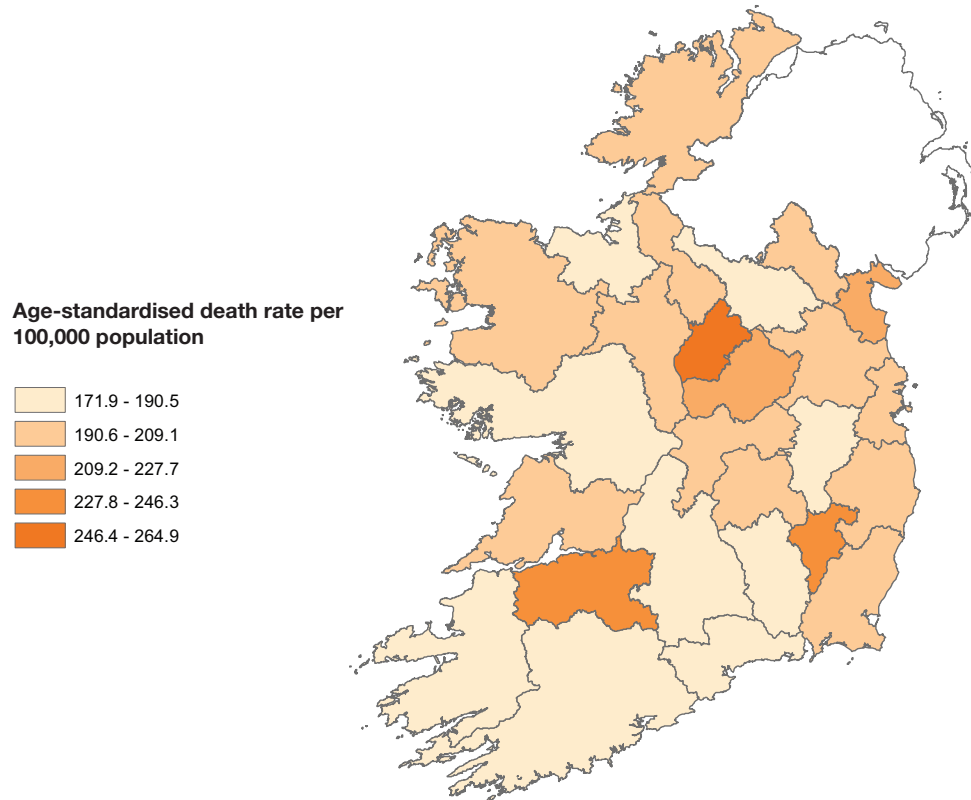 Age-standardised death rate per
100,000 population
171.9 - 190.5
190.6 - 209.1
209.2 - 227.7
227.8 - 246.3
246.4 - 264.9